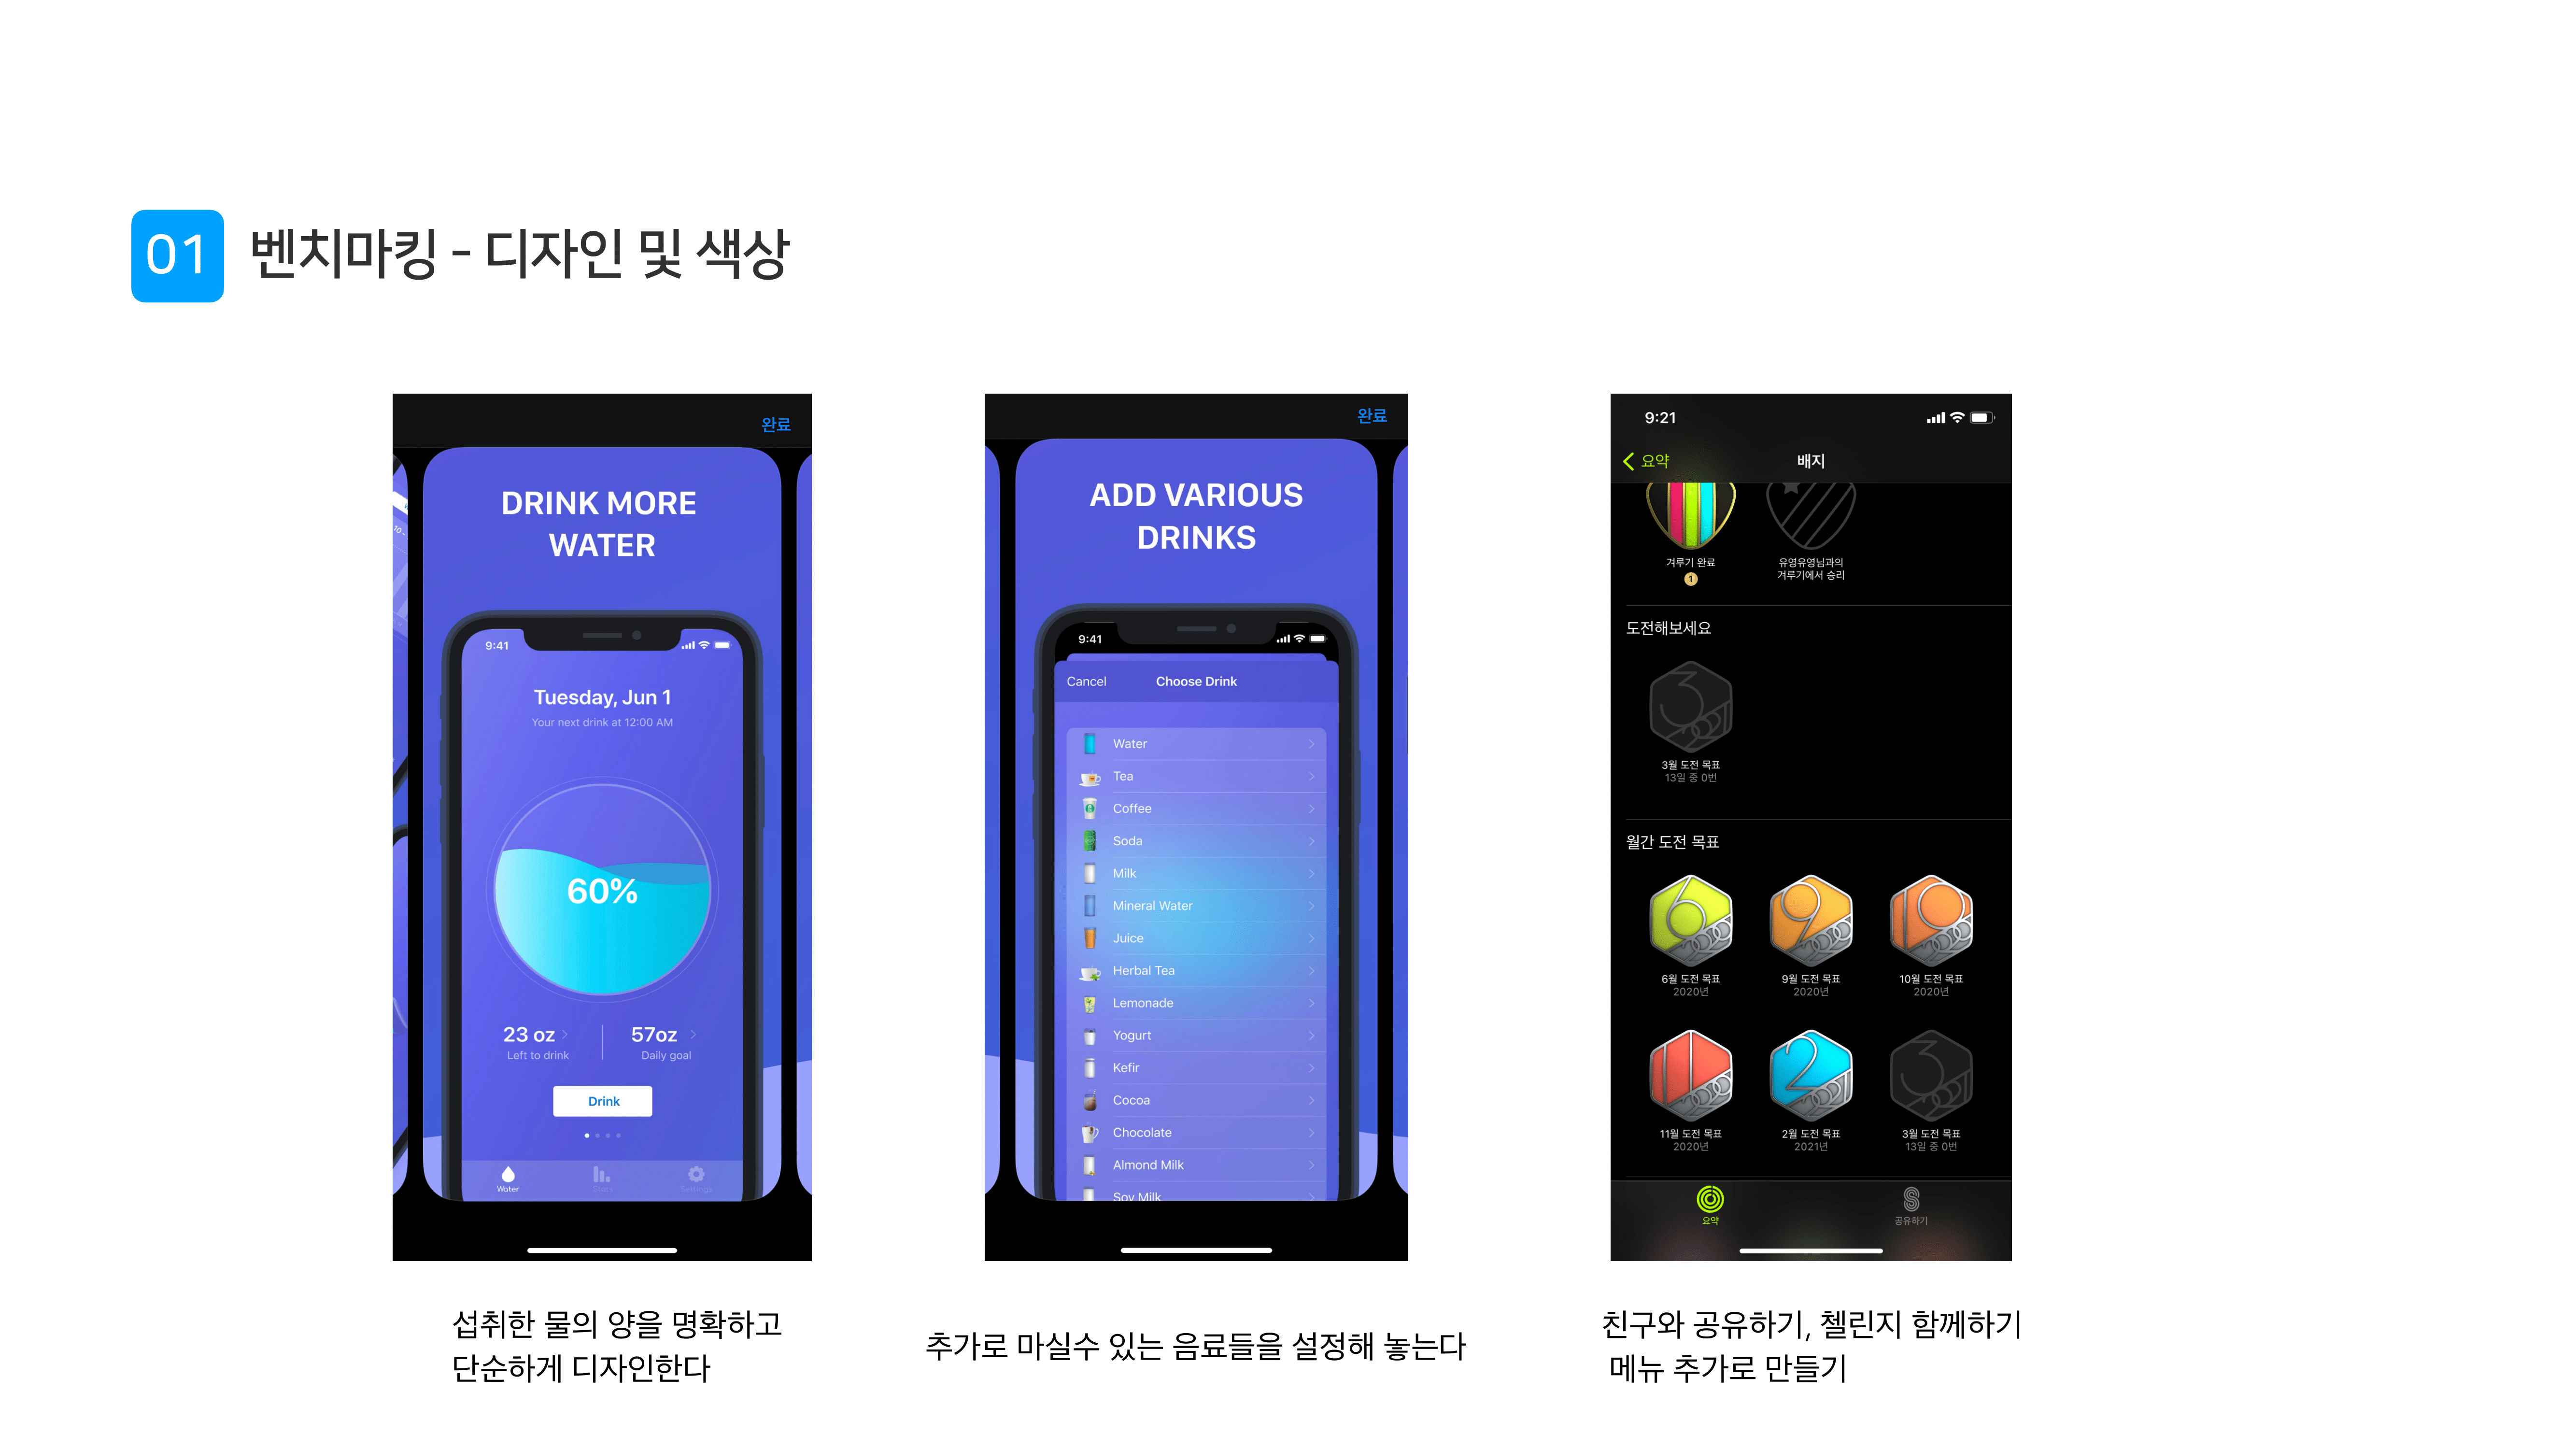 01 벤치마킹 - 디자인 및 색상
완료
DRINK MORE
WATER
9:41
Tuesday, Jun 1
Your next drink at 12:00 AM
60%
23 oz
57oz
Left to drink
Daily goal
Drink
Water
Stats
Settings
섭취한 물의 양을 명확하고
단순하게 디자인한다
완료
ADD VARIOUS
DRINKS
9:41
Cancel
Choose Drink
Water
Tea
Coffee
Soda
Milk
Mineral Water
Juice
Herbal Tea
Lemonade
Yogurt
Kefir
Cocoa
Chocolate
Almond Milk
Soy Milk
추가로 마실수 있는 음료들을 설정해 놓는다
9:21
요약
배지
겨루기 완료
1
유영유영님과의
겨루기에서 승리
도전해보세요
3월 도전 목표
13일 중 0번
월간 도전 목표
6월 도전 목표
2020년
9월 도전 목표
2020년
10월 도전 목표
2020년
11월 도전 목표
2020년
2월 도전 목표
2021년
3월 도전 목표
13일 중 0번
요약
공유하기
친구와 공유하기, 챌린지 함께하기
메뉴 추가로 만들기